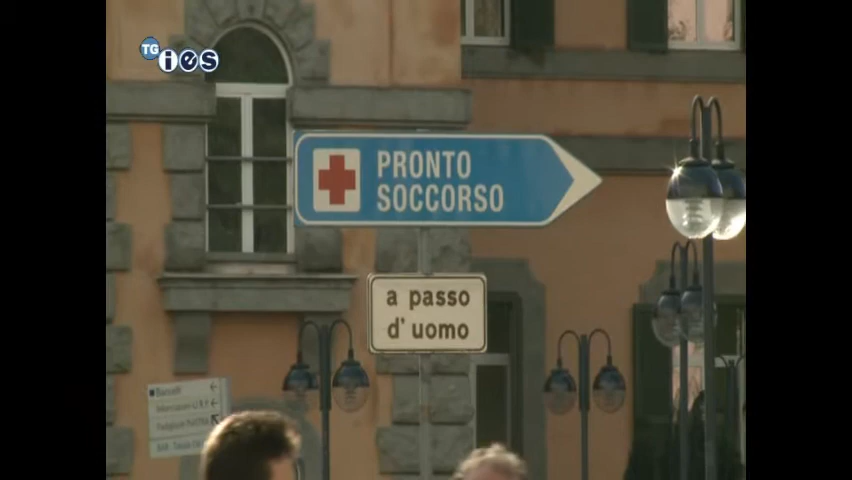 TG
ies
PRONTO
SOCCORSO
a passo
d'uomo